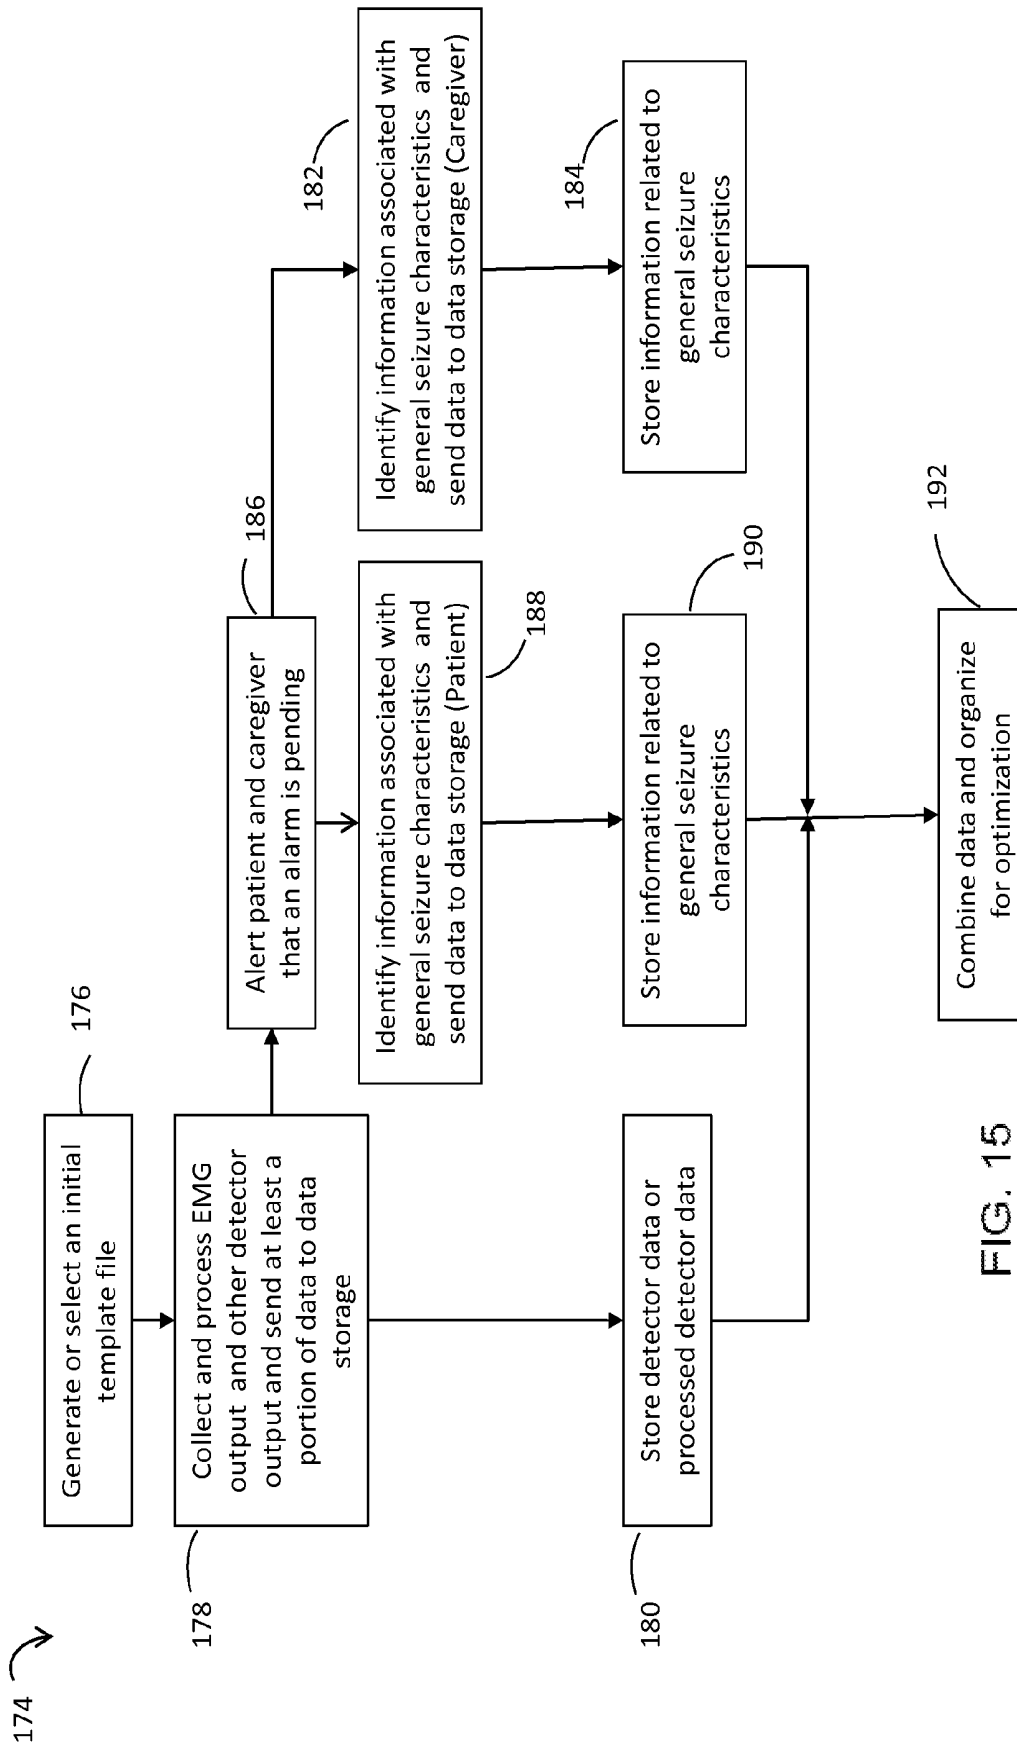 174
176
Generate or select an initial
template file
178
Collect and process EMG
output and other detector
output and send at least a
portion of data to data
storage
186
Alert patient and caregiver
that an alarm is pending
188
Identify information associated with
general seizure characteristics and
send data to data storage (Patient)
182
Identify information associated with
general seizure characteristics and
send data to data storage (Caregiver)
180
Store detector data or
processed detector data
190
Store information related to
general seizure
characteristics
184
Store information related to
general seizure
characteristics
192
Combine data and organize
for optimization
FIG. 15